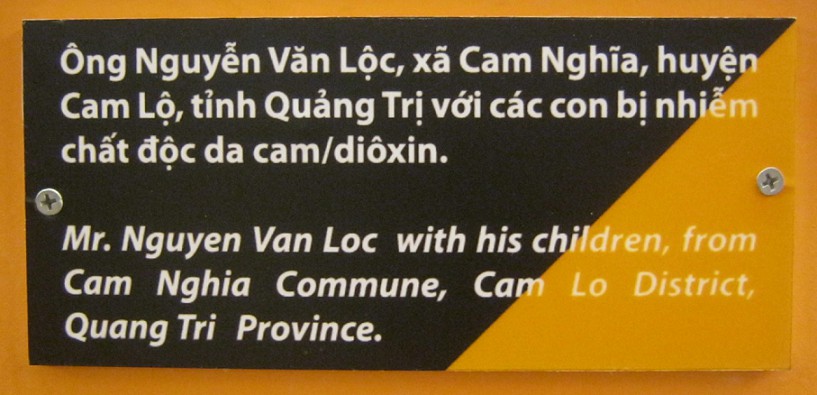 Ông Nguyễn Văn Lộc, xã Cam Nghĩa, huyện
Cam Lộ, tỉnh Quảng Trị với các con bị nhiễm
chất độc da cam/điôxin.
Mr. Nguyen Van Loc with his children, from
Cam Nghia Commune, Cam Lo District,
Quang Tri Province.